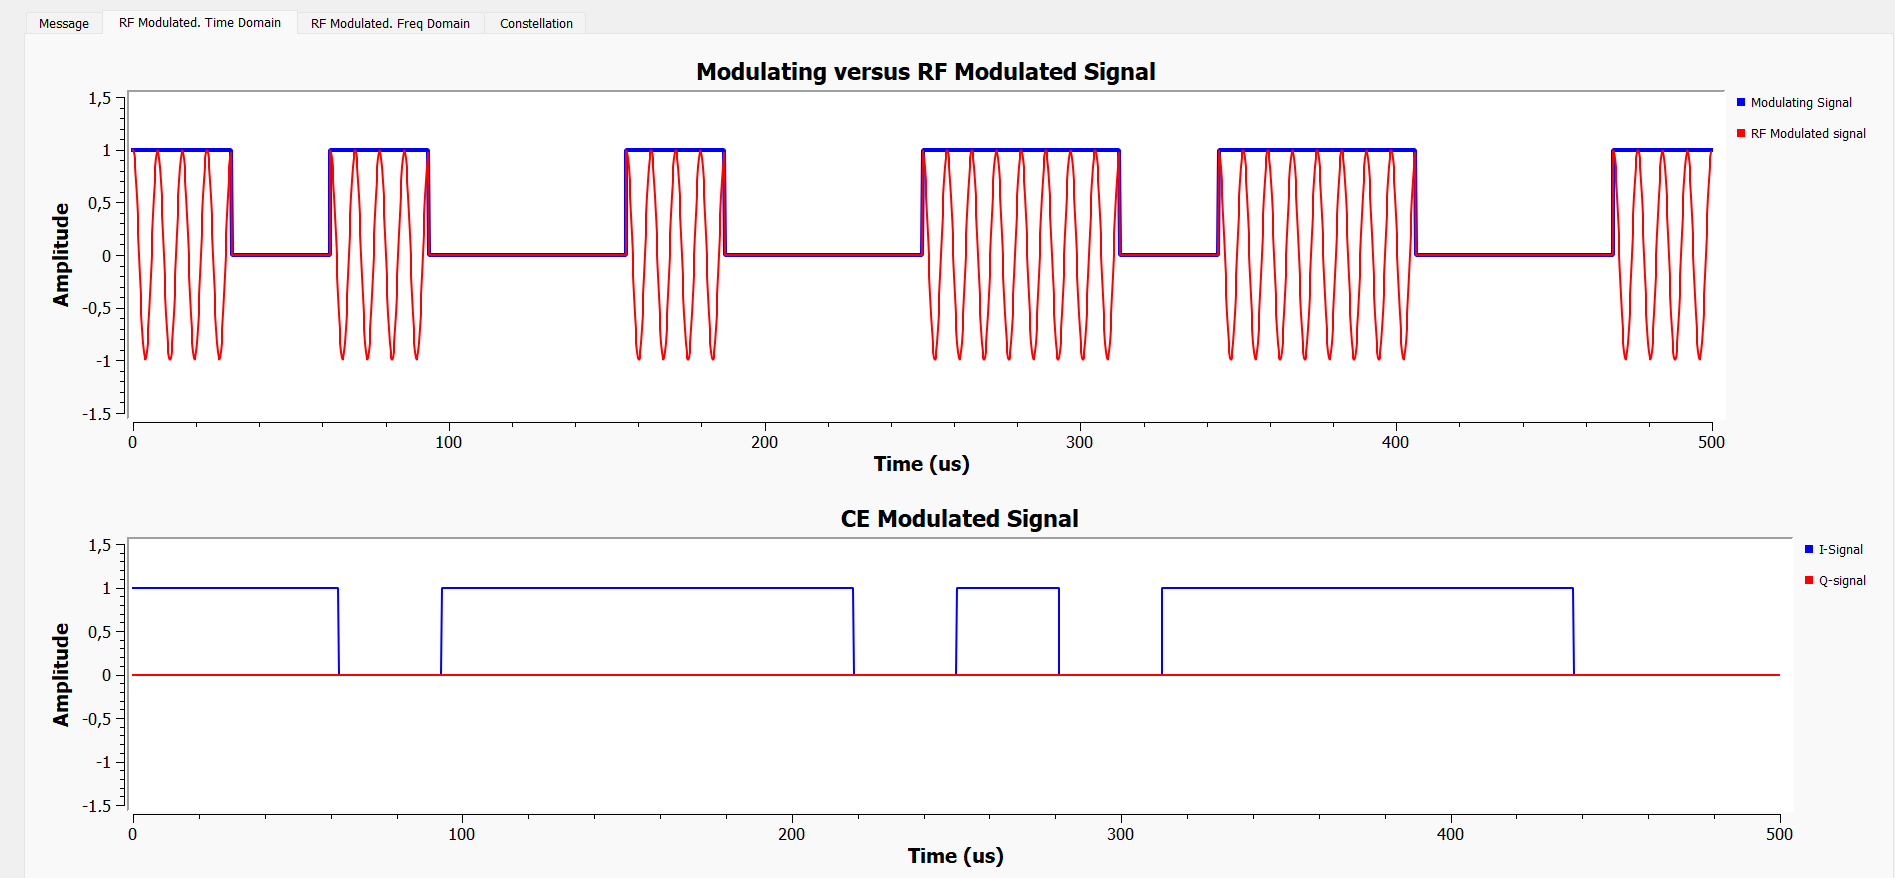 Message RF Modulated. Time Domain RF Modulated. Freq Domain Constellation
Modulating versus RF Modulated Signal
Modulating Signal
RF Modulated signal
Amplitude
1,5
1
0,5
0
-0,5
-1
-1.5
0 100 200 300 400 500
Time (us)
CE Modulated Signal
I-Signal
Q-signal
Amplitude
1,5
1
0,5
0
-0,5
-1
-1.5
0 100 200 300 400 500
Time (us)